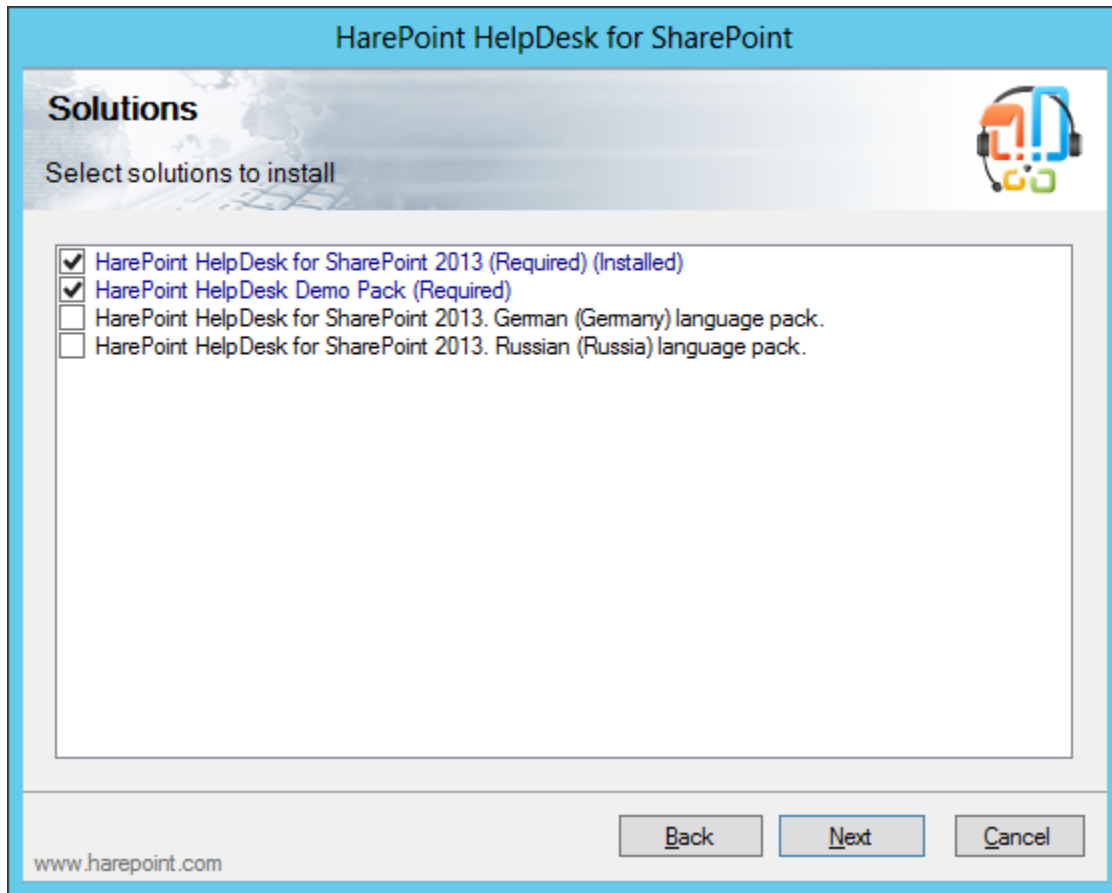 HarePoint HelpDesk for SharePoint
Solutions
Select solutions to install
HarePoint HelpDesk for SharePoint 2013 (Required) (Installed)
HarePoint HelpDesk Demo Pack (Required)
HarePoint HelpDesk for SharePoint 2013. German (Germany) language pack.
HarePoint HelpDesk for SharePoint 2013. Russian (Russia) language pack.
Back Next Cancel
www.harepoint.com